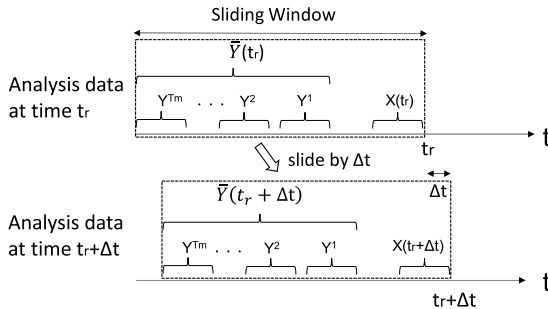 Sliding Window
Ȳ(tr)
Analysis data
at time tr
Y^Tm . . . Y² Y¹ X(tr)
tr
t
slide by Δt
Δt
Ȳ(tr + Δt)
Analysis data
at time tr+Δt
Y^Tm . . . Y² Y¹ X(tr+Δt)
t
tr+Δt